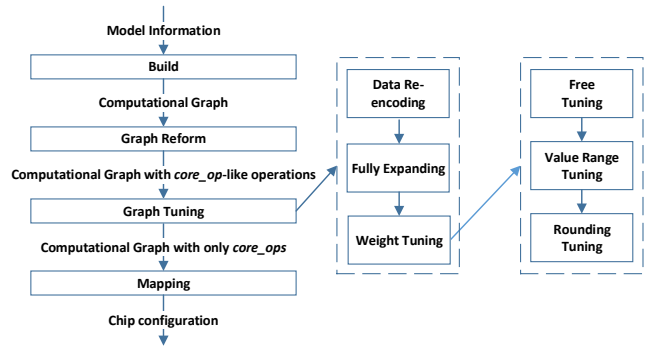 Model Information
Build
Computational Graph
Graph Reform
Computational Graph with core_op-like operations
Graph Tuning
Computational Graph with only core_ops
Mapping
Chip configuration
Data Re-
encoding
Fully Expanding
Weight Tuning
Free
Tuning
Value Range
Tuning
Rounding
Tuning